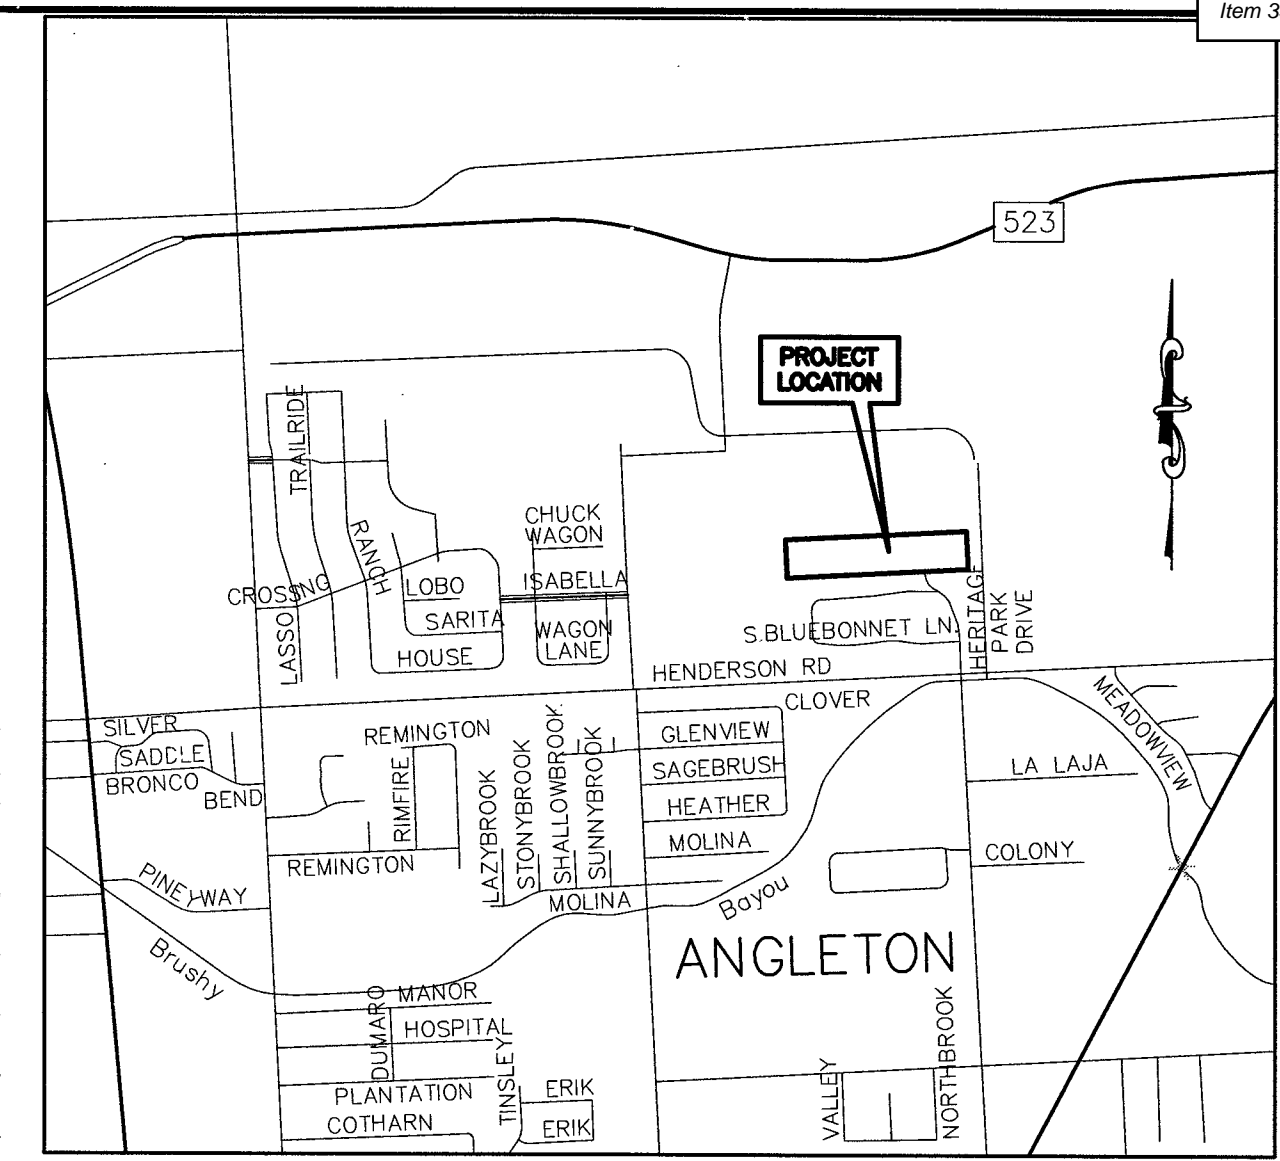 Item 3
523
PROJECT
LOCATION
TRAILRIDE
RANCH
CHUCK
WAGON
CROSSNG
LOBO
ISABELLA
LASSO
SARITA
WAGON
LANE
HOUSE
S.BLUEBONNET LN.
HERITAGE
PARK
DRIVE
HENDERSON RD
CLOVER
MEADOWVIEW
SILVER
SADDLE
BRONCO
BEND
REMINGTON
RIMFIRE
REMINGTON
LAZYBROOK
STONYBROOK
SHALLOWBROOK
SUNNYBROOK
GLENVIEW
SAGEBRUSH
HEATHER
MOLINA
LA LAJA
COLONY
PINEYWAY
MOLINA
Bayou
Brushy
ANGLETON
MANOR
DUMARO
HOSPITAL
TINSLEY
PLANTATION
COTHARN
ERIK
ERIK
VALLEY
NORTHBROOK